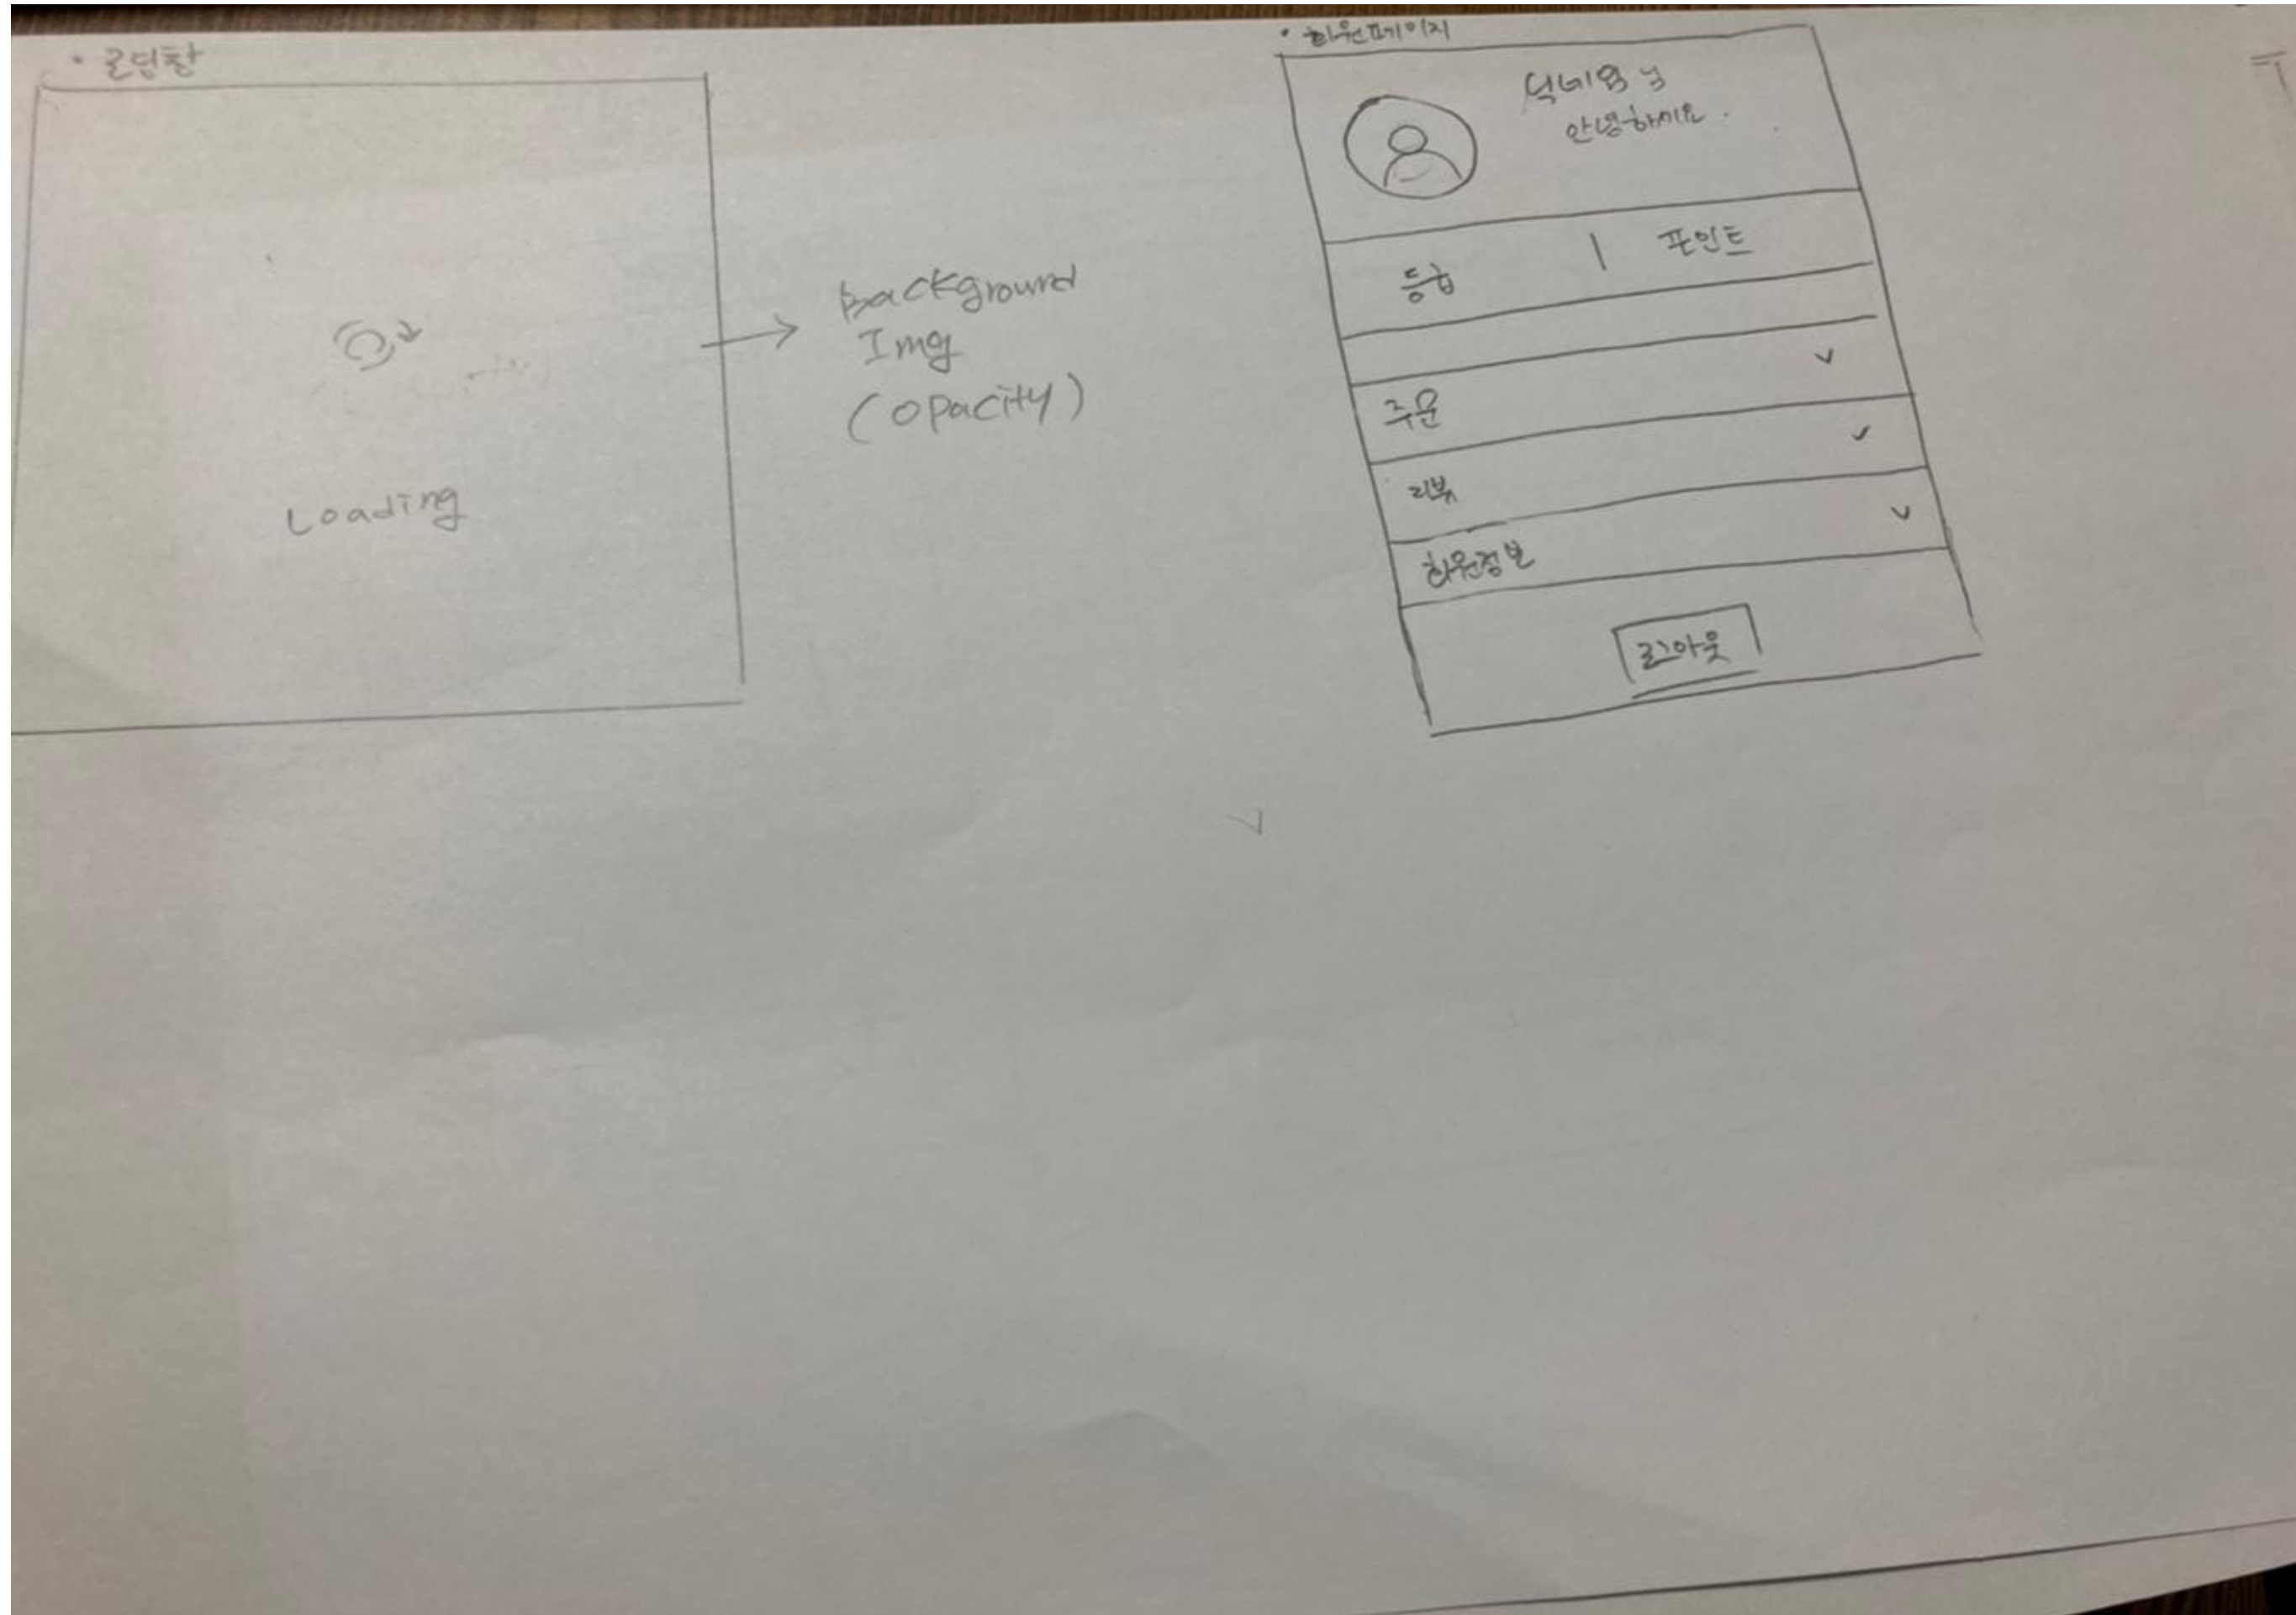 • 로딩창
Loading
Background
Img
(opacity)
• 회원페이지
닉네임 님
안녕하세요.
등급 | 포인트
주문
리뷰
회원정보
로그아웃